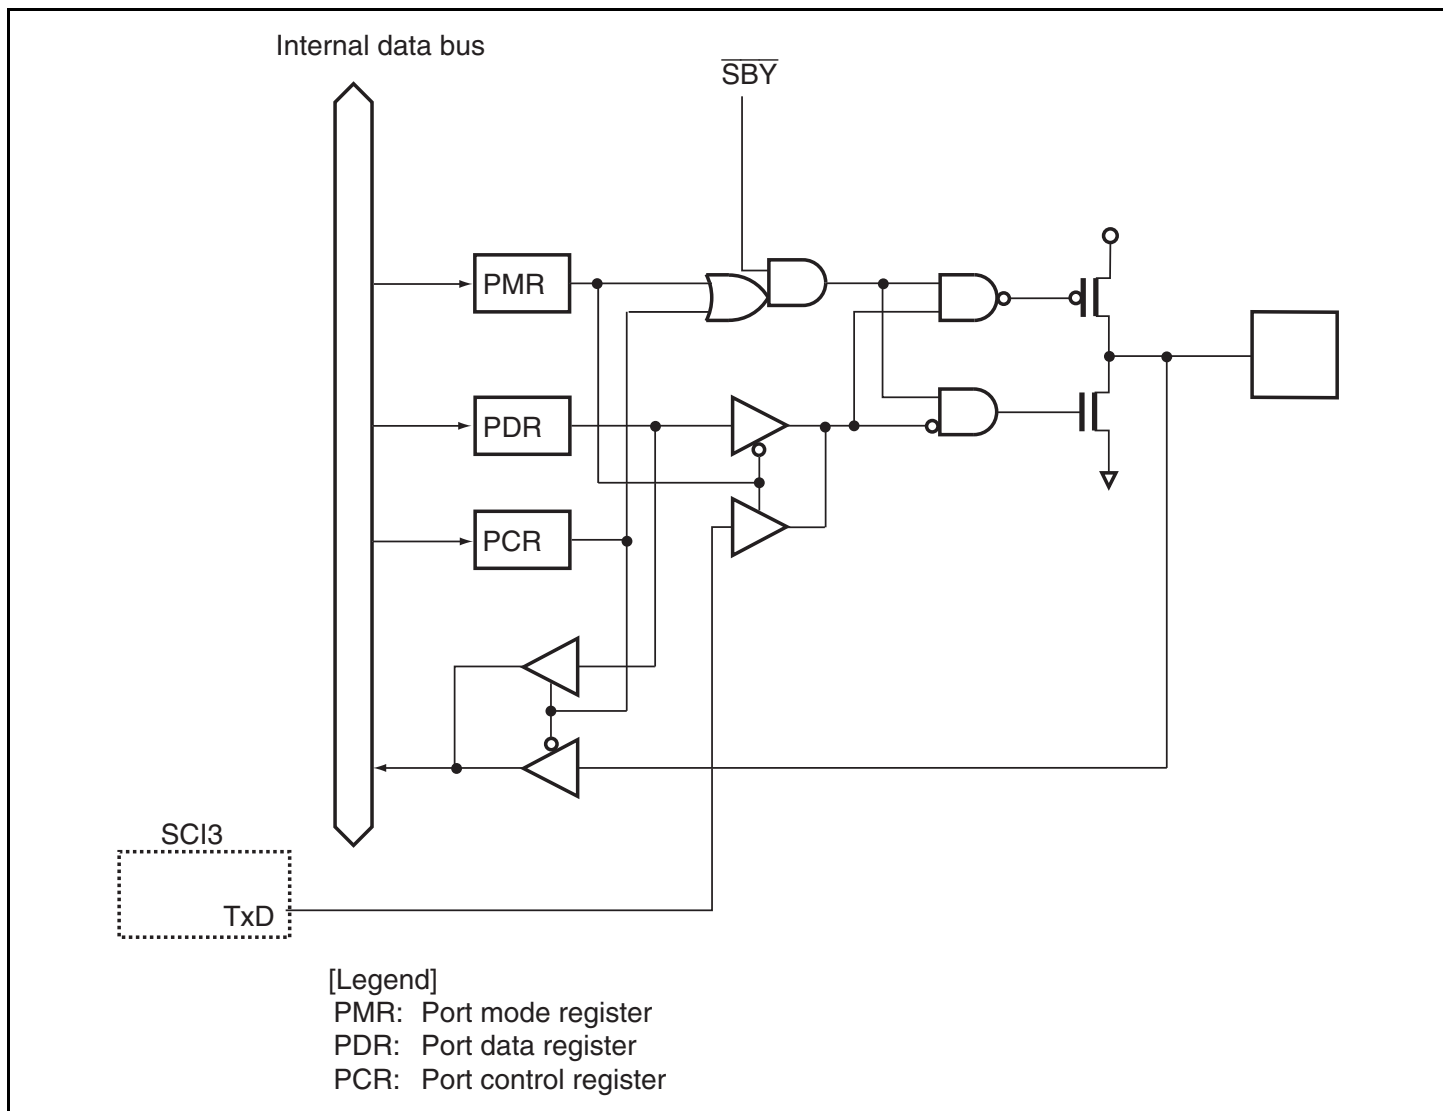 Internal data bus
SBY
PMR
PDR
PCR
SCI3
TxD
[Legend]
PMR: Port mode register
PDR: Port data register
PCR: Port control register